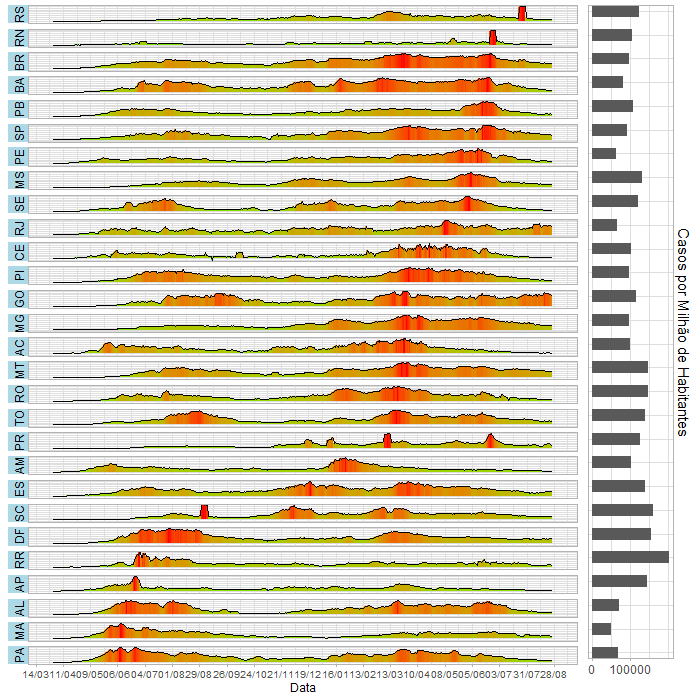 RS
RN
BR
BA
PB
SP
PE
MS
SE
RJ
CE
PI
GO
MG
AC
MT
RO
TO
PR
AM
ES
SC
DF
RR
AP
AL
MA
PA
14/03 11/04 09/05 06/06 04/07 01/08 29/08 26/09 24/10 21/11 19/12 16/01 13/02 13/03 10/04 08/05 05/06 03/07 31/07 28/08
Data
0 100000
Casos por Milhão de Habitantes